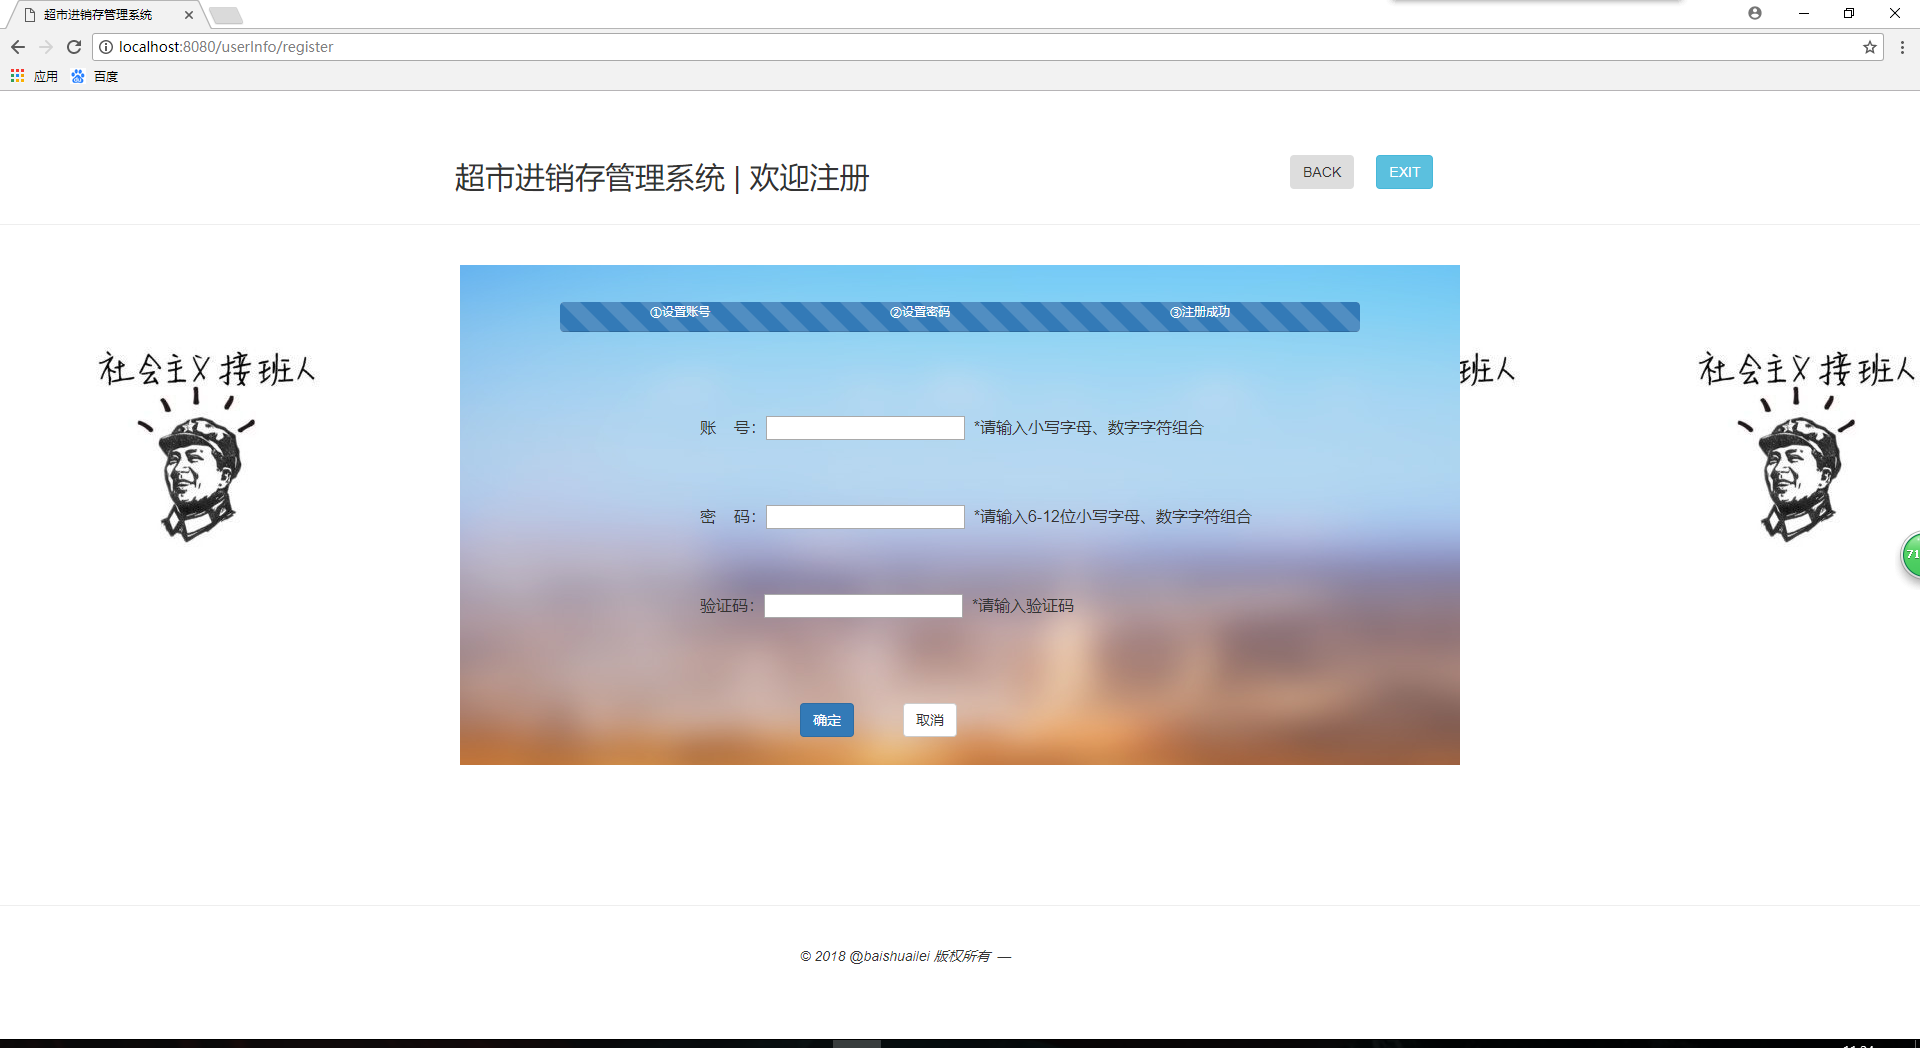 超市进销存管理系统
localhost:8080/userInfo/register
应用 百度
超市进销存管理系统 | 欢迎注册
BACK EXIT
①设置账号 ②设置密码 ③注册成功
社会主义接班人
班人
社会主义接班人
账 号： *请输入小写字母、数字字符组合
密 码： *请输入6-12位小写字母、数字字符组合
71
验证码： *请输入验证码
确定 取消
© 2018 @baishuailei 版权所有 —